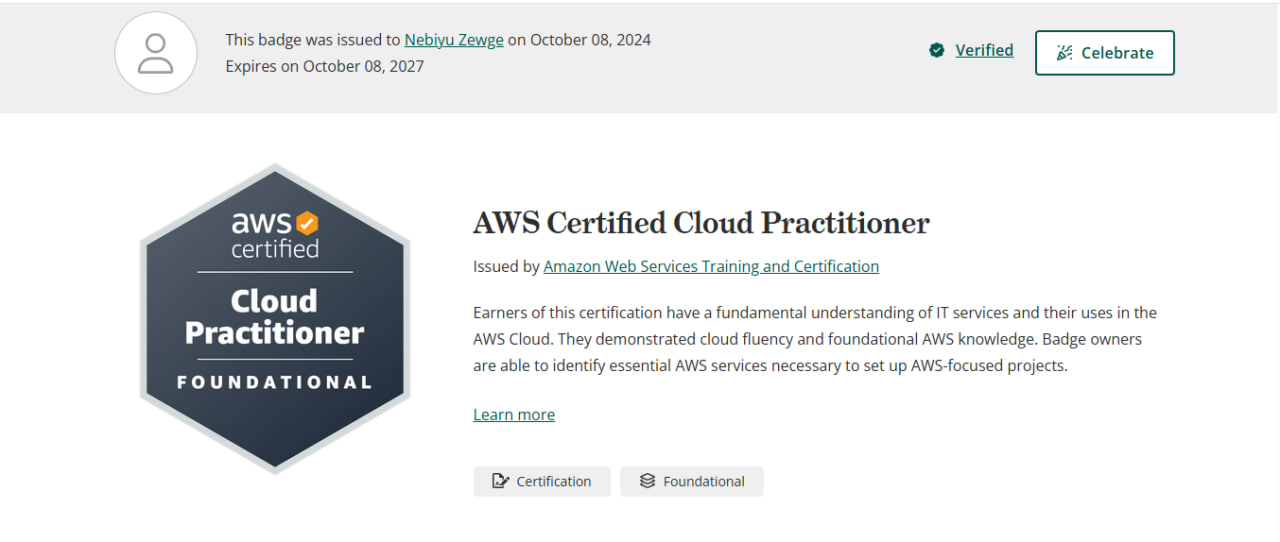 This badge was issued to Nebiyu Zewge on October 08, 2024
Expires on October 08, 2027
Verified
Celebrate
aws
certified
Cloud
Practitioner
FOUNDATIONAL
AWS Certified Cloud Practitioner
Issued by Amazon Web Services Training and Certification
Earners of this certification have a fundamental understanding of IT services and their uses in the
AWS Cloud. They demonstrated cloud fluency and foundational AWS knowledge. Badge owners
are able to identify essential AWS services necessary to set up AWS-focused projects.
Learn more
Certification
Foundational